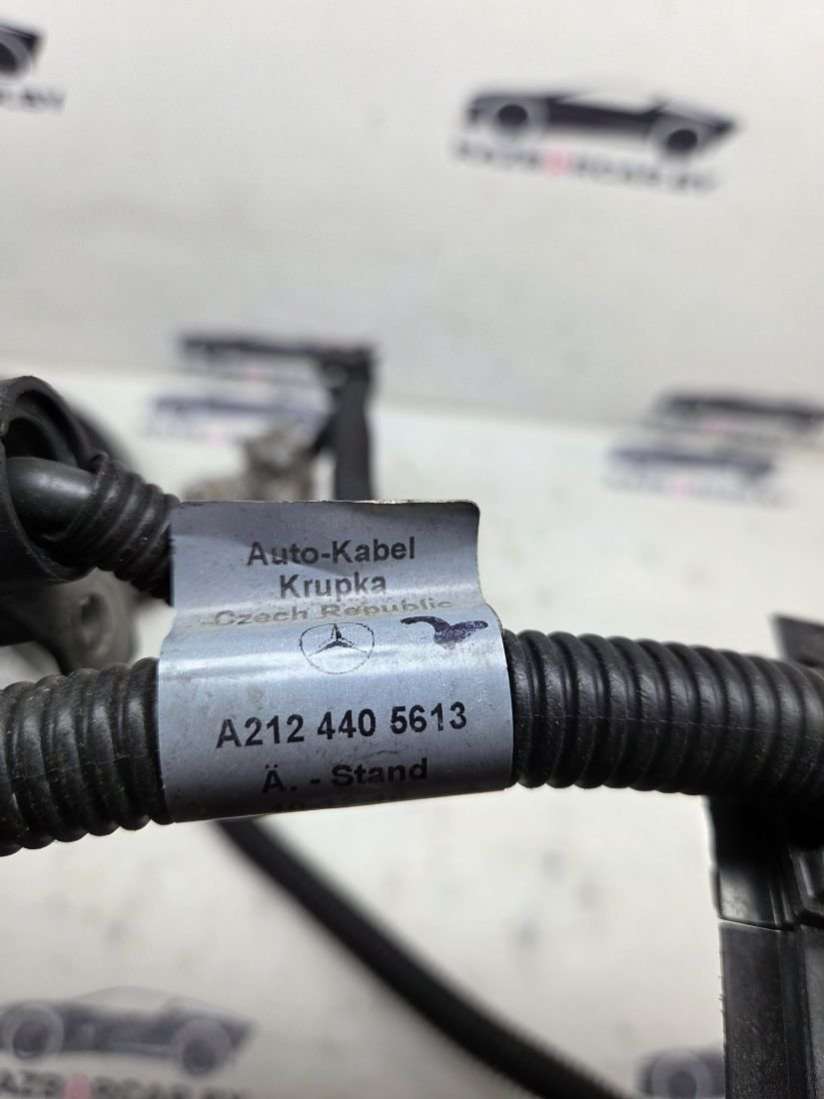 Auto-Kabel
Krupka
Czech Republic
A212 440 5613
Ä. - Stand